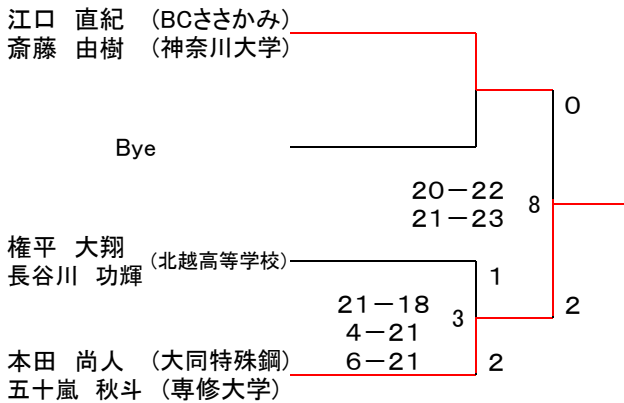 江口 直紀 (BCささかみ)
斎藤 由樹 (神奈川大学)
0
Bye
20-22
21-23
8
権平 大翔
長谷川 功輝
(北越高等学校)
1
21-18
4-21
6-21
3
2
本田 尚人 (大同特殊鋼)
五十嵐 秋斗 (専修大学)
2